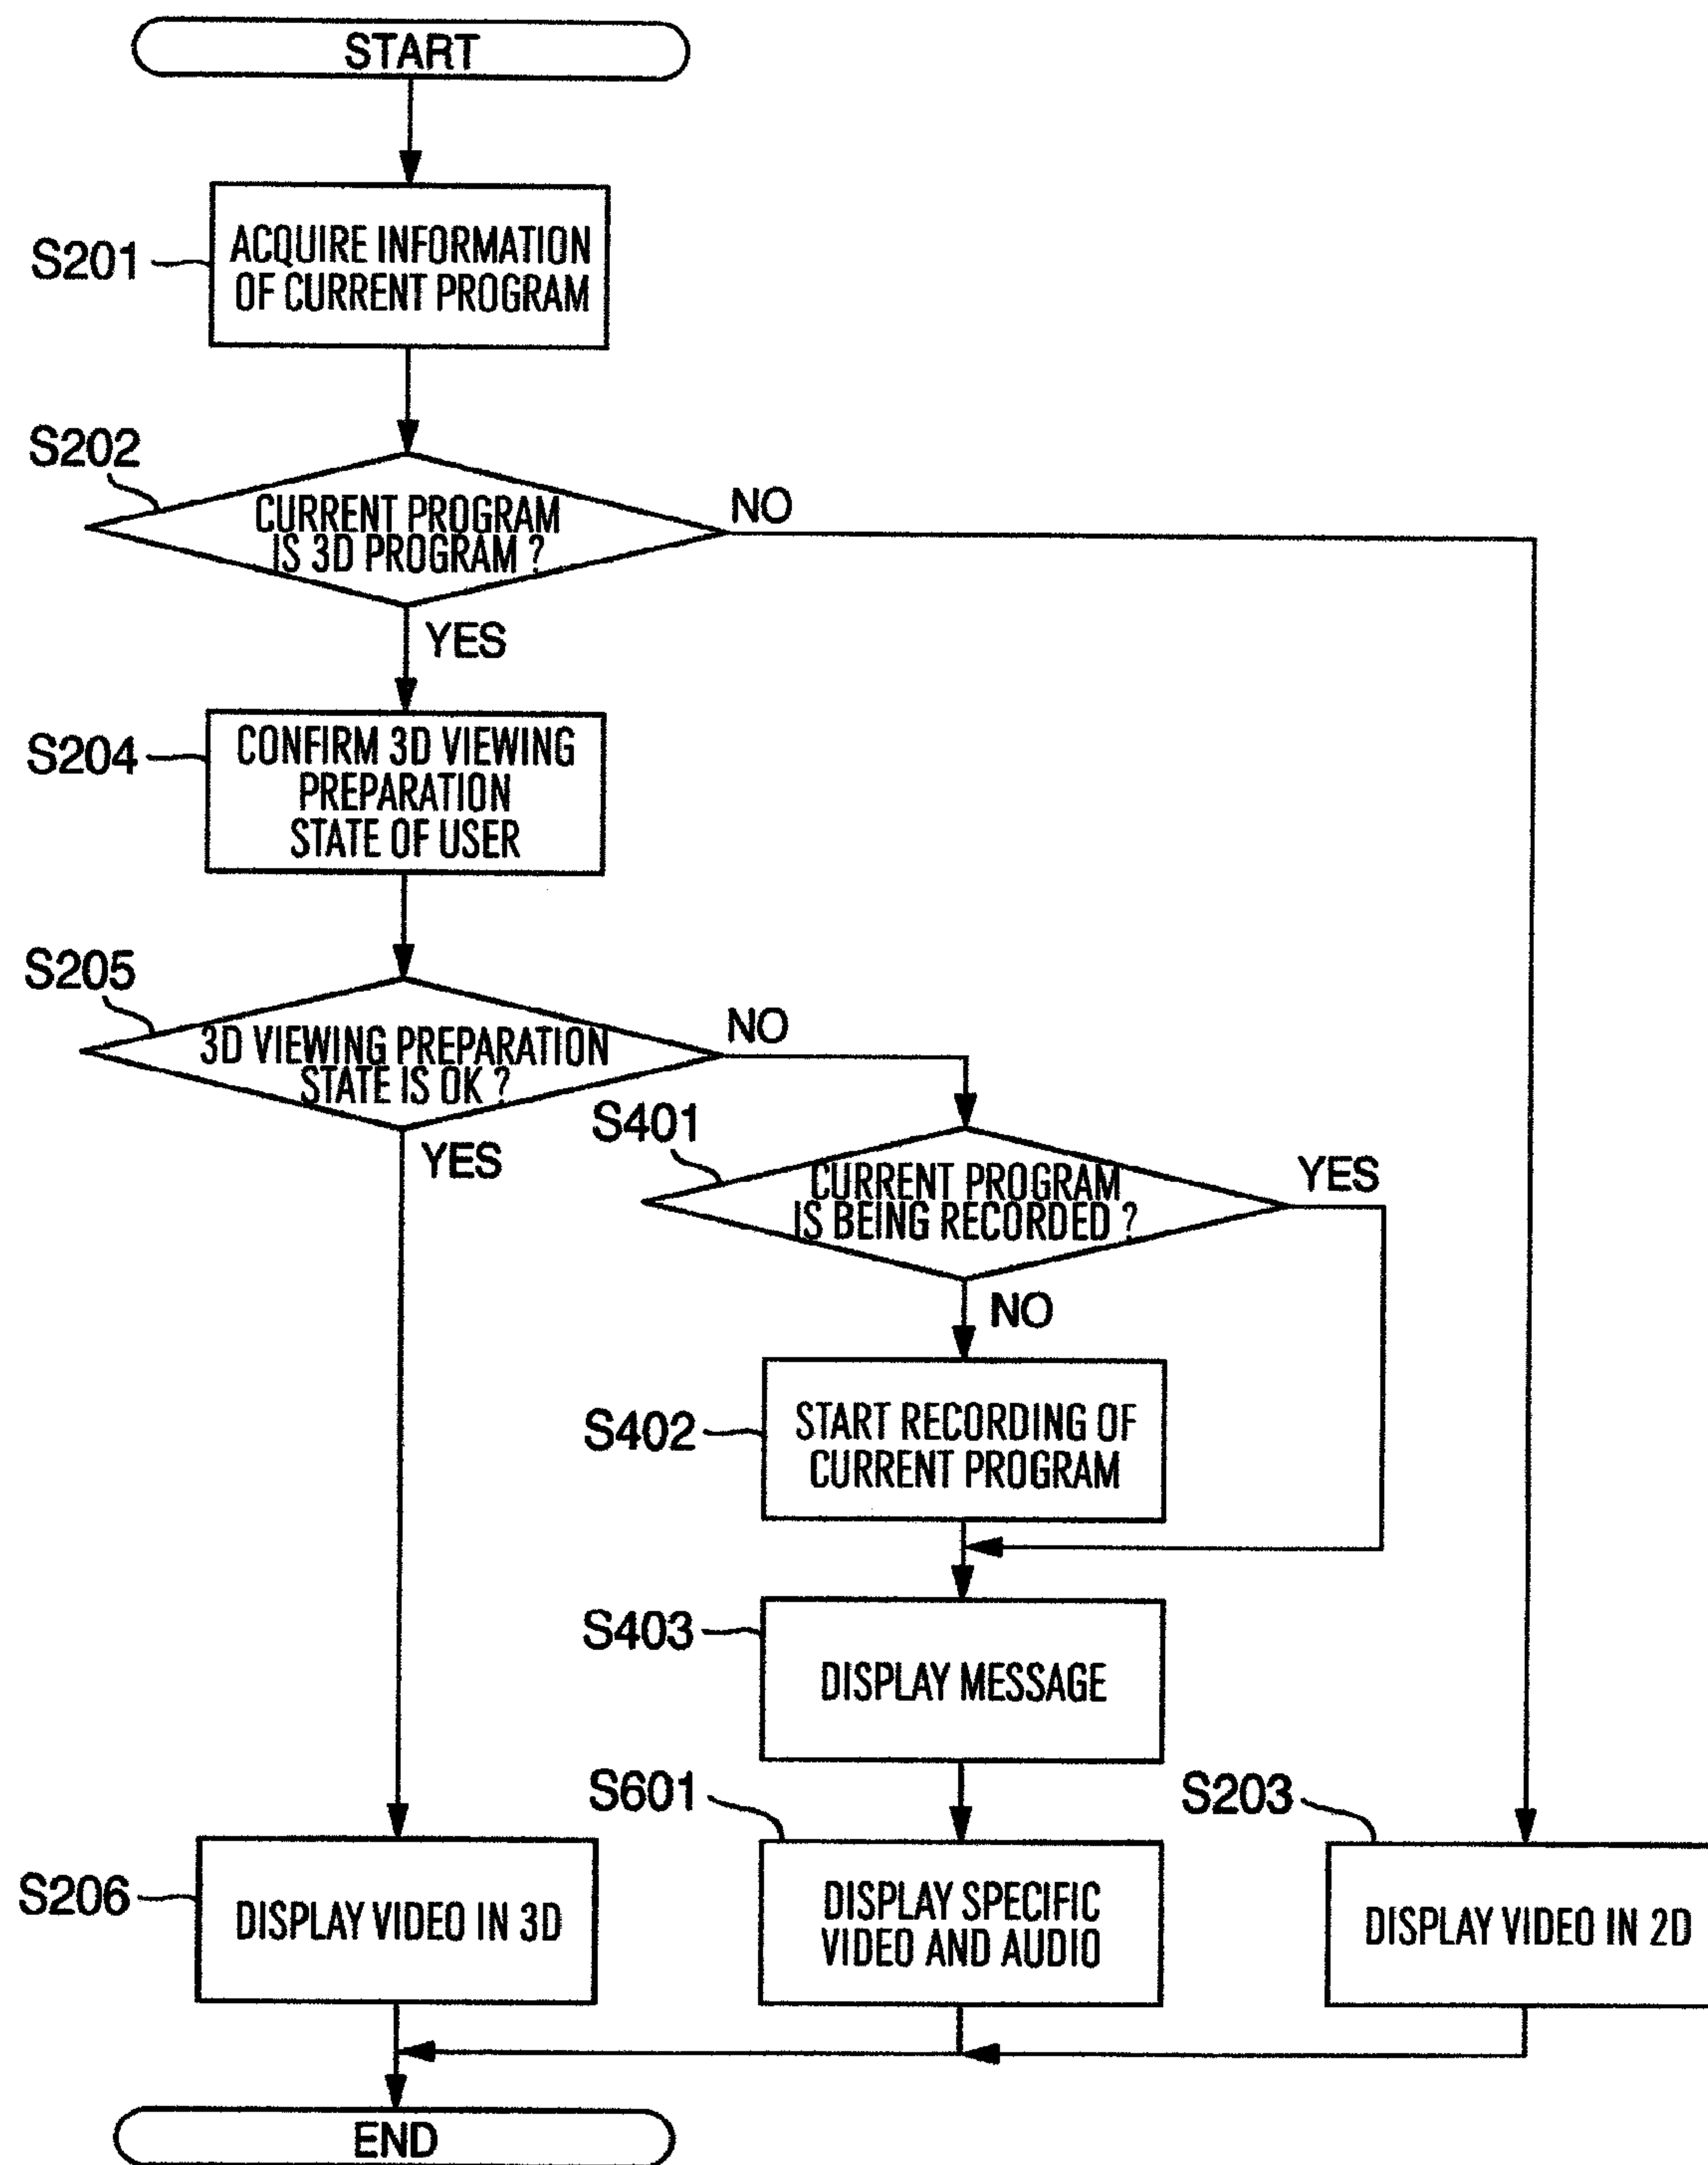 START
S201
ACQUIRE INFORMATION
OF CURRENT PROGRAM
S202
CURRENT PROGRAM
IS 3D PROGRAM ?
NO
YES
S204
CONFIRM 3D VIEWING
PREPARATION
STATE OF USER
S205
3D VIEWING PREPARATION
STATE IS OK ?
NO
YES
S401
CURRENT PROGRAM
IS BEING RECORDED ?
YES
NO
S402
START RECORDING OF
CURRENT PROGRAM
S403
DISPLAY MESSAGE
S601
DISPLAY SPECIFIC
VIDEO AND AUDIO
S203
DISPLAY VIDEO IN 2D
S206
DISPLAY VIDEO IN 3D
END